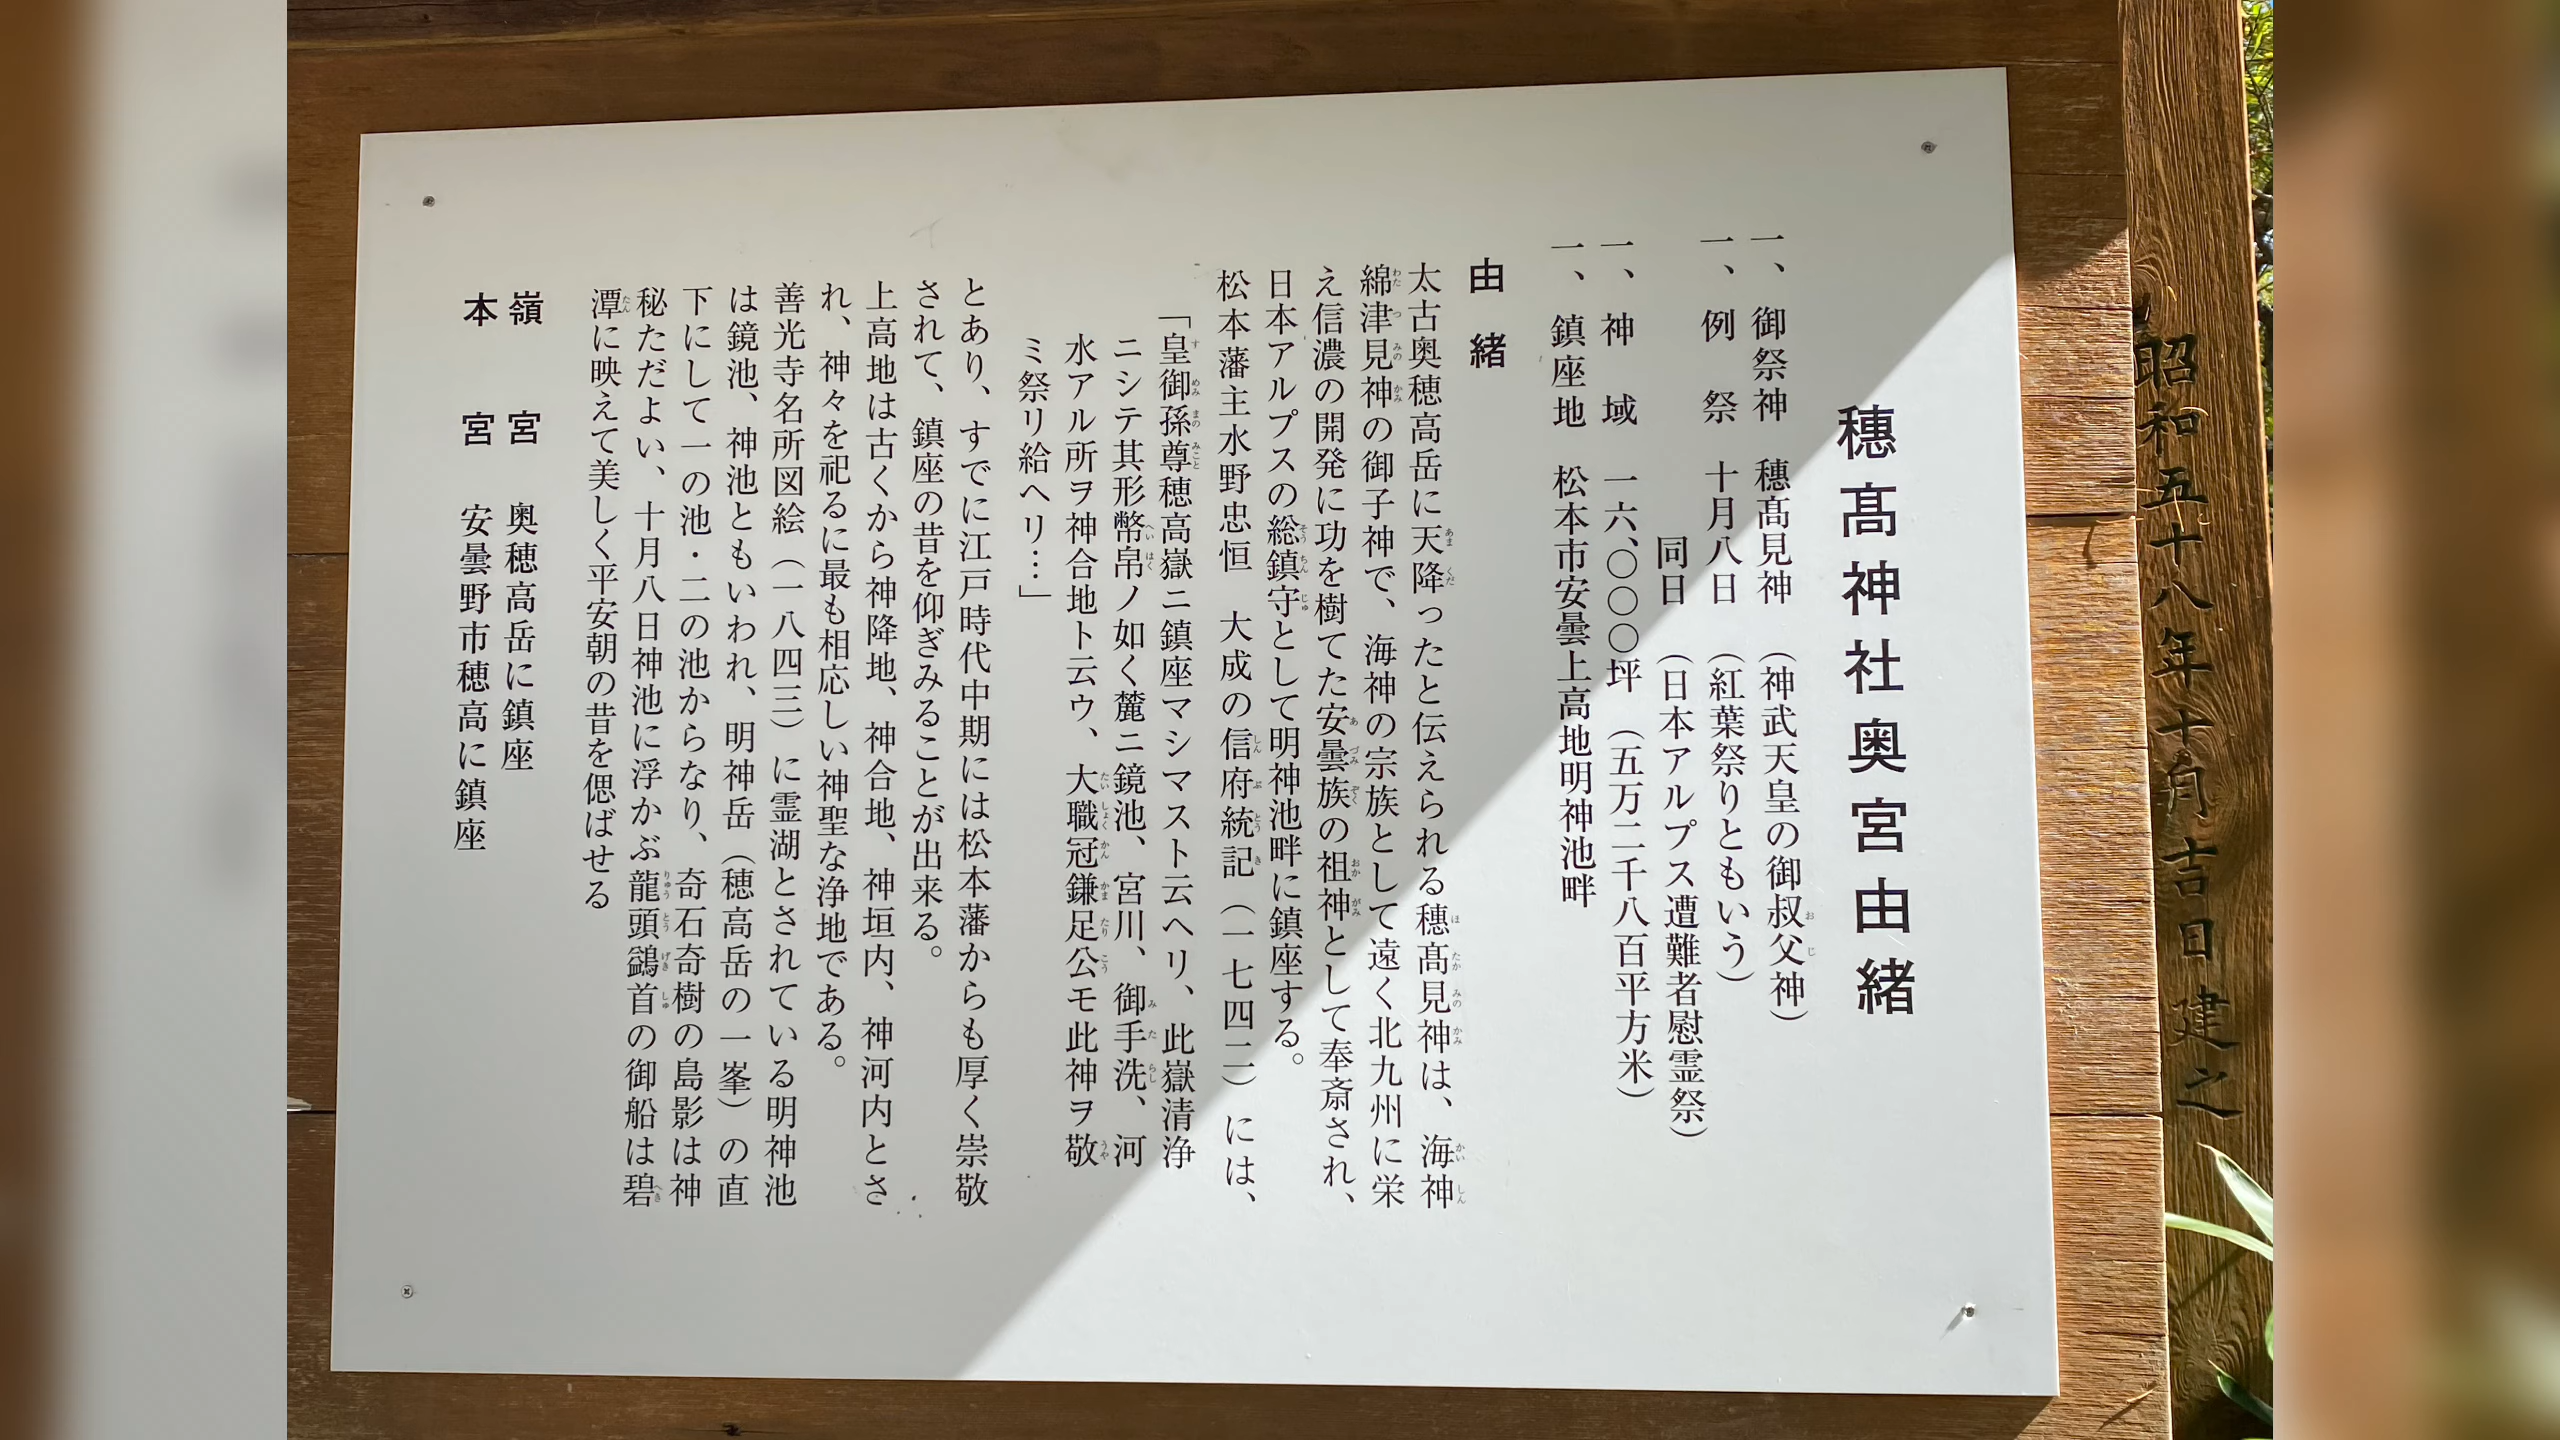 昭和五十八年十月吉日建之
穗髙神社奥宮由緒
一、御祭神　穗髙見神（神武天皇の御叔父神）
一、例　祭　十月八日（紅葉祭りともいう）
同日（日本アルプス遭難者慰霊祭）
一、神　域　一六、〇〇〇坪（五万二千八百平方米）
一、鎮座地　松本市安曇上高地明神池畔
由緒
太古奥穂高岳に天降ったと伝えられる穗髙見神は、海神
綿津見神の御子神で、海神の宗族として遠く北九州に栄
え信濃の開発に功を樹てた安曇族の祖神として奉斎され、
日本アルプスの総鎮守として明神池畔に鎮座する。
松本藩主水野忠恒　大成の信府統記（一七四二）には、
「皇御孫尊穂高嶽ニ鎮座マシマスト云ヘリ、此嶽清浄
ニシテ其形幣帛ノ如ク麓ニ鏡池、宮川、御手洗、河
水アル所ヲ神合地ト云ウ、大職冠鎌足公モ此神ヲ敬
ミ祭リ給ヘリ…」
とあり、すでに江戸時代中期には松本藩からも厚く崇敬
されて、鎮座の昔を仰ぎみることが出来る。
上高地は古くから神降地、神合地、神垣内、神河内とさ
れ、神々を祀るに最も相応しい神聖な浄地である。
善光寺名所図絵（一八四三）に霊湖とされている明神池
は鏡池、神池ともいわれ、明神岳（穂高岳の一峯）の直
下にして一の池・二の池からなり、奇石奇樹の島影は神
秘ただよい、十月八日神池に浮かぶ龍頭鷁首の御船は碧
潭に映えて美しく平安朝の昔を偲ばせる
嶺　宮　奥穂高岳に鎮座
本　宮　安曇野市穂高に鎮座